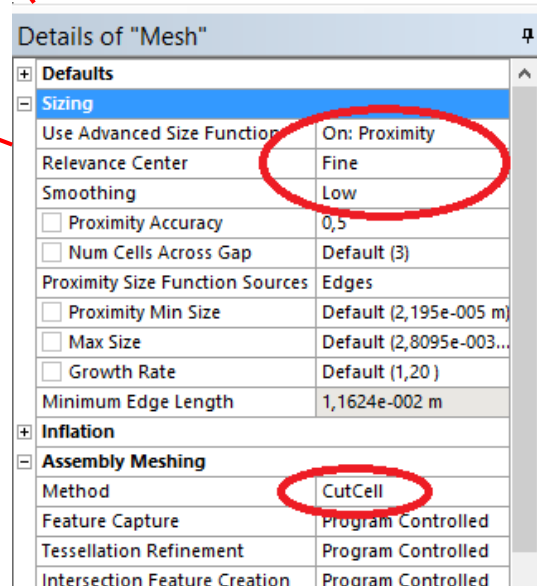 Details of "Mesh"
Defaults
Sizing
Use Advanced Size Function On: Proximity
Relevance Center Fine
Smoothing Low
Proximity Accuracy 0,5
Num Cells Across Gap Default (3)
Proximity Size Function Sources Edges
Proximity Min Size Default (2,195e-005 m)
Max Size Default (2,8095e-003...
Growth Rate Default (1,20 )
Minimum Edge Length 1,1624e-002 m
Inflation
Assembly Meshing
Method CutCell
Feature Capture Program Controlled
Tessellation Refinement Program Controlled
Intersection Feature Creation Program Controlled